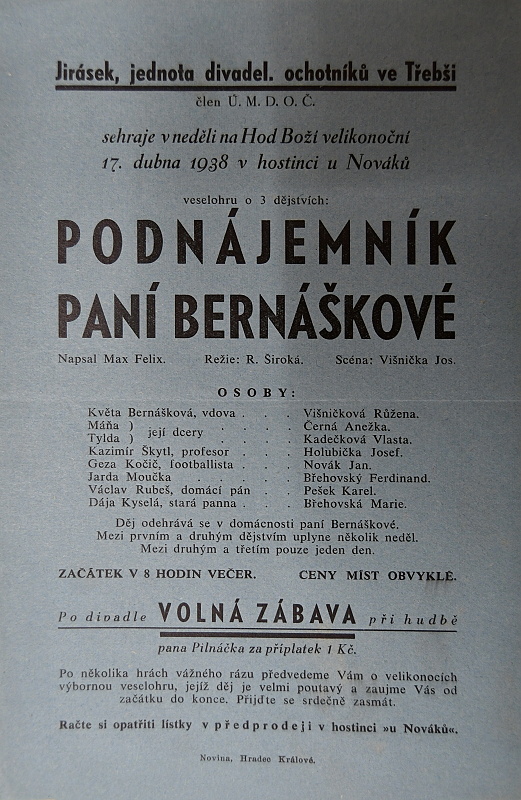 Jirásek, jednota divadel. ochotníků ve Třebši
člen Ú. M. D. O. Č.
sehraje v neděli na Hod Boží velikonoční
17. dubna 1938 v hostinci u Nováků
veselohru o 3 dějstvích:
PODNÁJEMNÍK
PANÍ BERNÁŠKOVÉ
Napsal Max Felix. Režie: R. Široká. Scéna: Višnička Jos.
OSOBY:
Květa Bernášková, vdova . . . Višničková Růžena.
Máňa ) její dcery . . . . Černá Anežka.
Tylda ) Kadečková Vlasta.
Kazimír Škytl, profesor . . . Holubička Josef.
Geza Kočič, footballista . . . Novák Jan.
Jarda Moučka . . . . . Břehovský Ferdinand.
Václav Rubeš, domácí pán . . Pešek Karel.
Dája Kyselá, stará panna . . . Břehovská Marie.
Děj odehrává se v domácnosti paní Bernáškové.
Mezi prvním a druhým dějstvím uplyne několik neděl.
Mezi druhým a třetím pouze jeden den.
ZAČÁTEK V 8 HODIN VEČER. CENY MÍST OBVYKLÉ.
Po divadle VOLNÁ ZÁBAVA při hudbě
pana Pilnáčka za příplatek 1 Kč.
Po několika hrách vážného rázu předvedeme Vám o velikonocích
výbornou veselohru, jejíž děj je velmi poutavý a zaujme Vás od
začátku do konce. Přijďte se srdečně zasmát.
Račte si opatřiti lístky v předprodeji v hostinci »u Nováků«.
Novina, Hradec Králové.